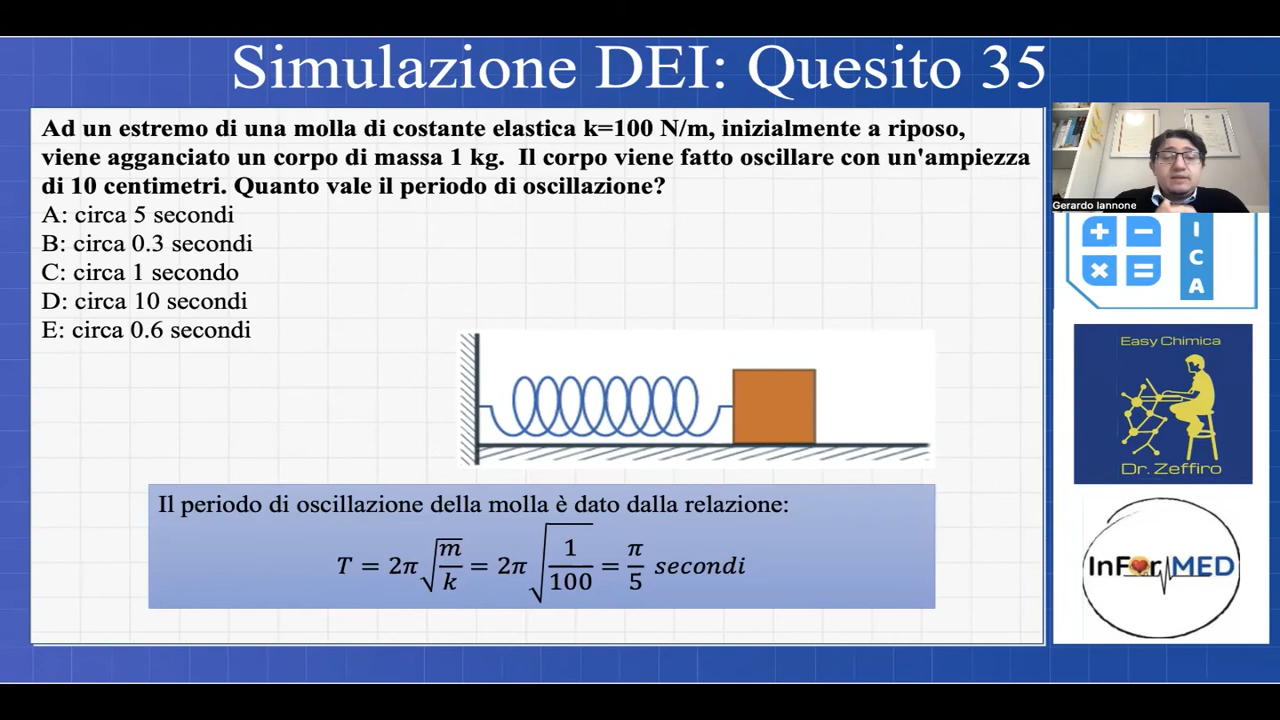 Simulazione DEI: Quesito 35
Ad un estremo di una molla di costante elastica k=100 N/m, inizialmente a riposo,
viene agganciato un corpo di massa 1 kg. Il corpo viene fatto oscillare con un'ampiezza
di 10 centimetri. Quanto vale il periodo di oscillazione?
A: circa 5 secondi
B: circa 0.3 secondi
C: circa 1 secondo
D: circa 10 secondi
E: circa 0.6 secondi
Il periodo di oscillazione della molla è dato dalla relazione:
T = 2π√(m/k) = 2π√(1/100) = π/5 secondi
Gerardo Iannone
+ − × =
I
C
A
Easy Chimica
Dr. Zeffiro
InForMED